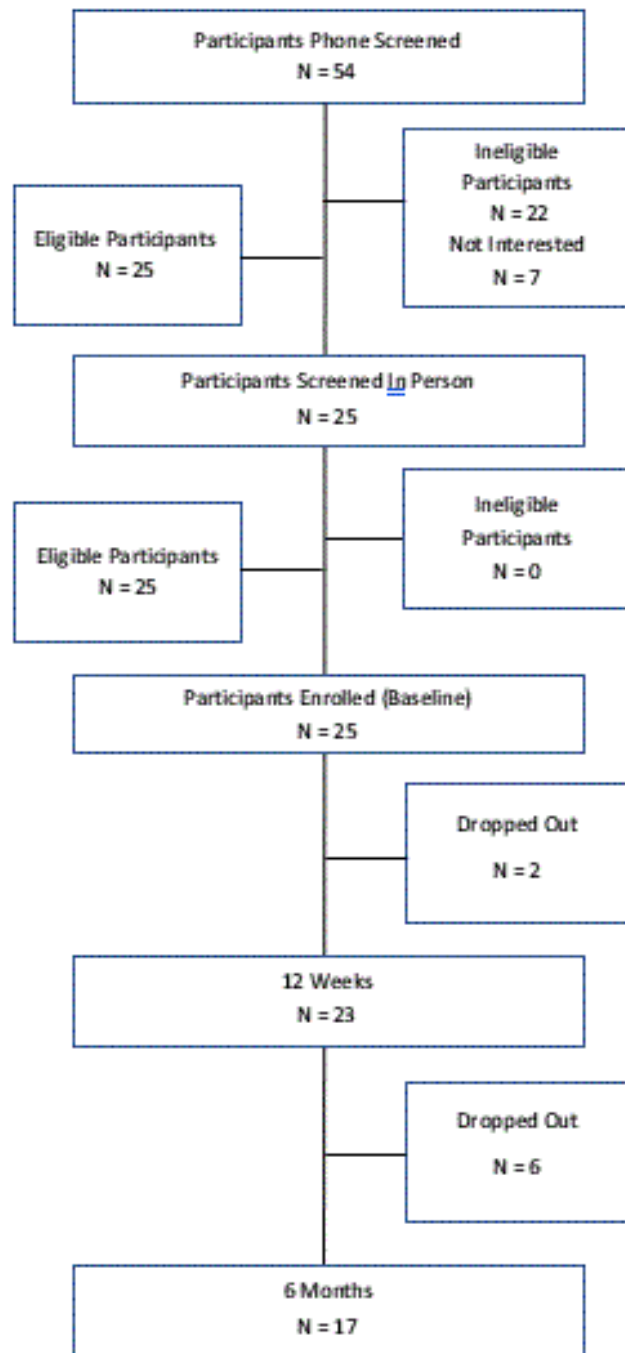 Participants Phone Screened
N = 54
Ineligible
Participants
N = 22
Not Interested
N = 7
Eligible Participants
N = 25
Participants Screened In Person
N = 25
Ineligible
Participants
N = 0
Eligible Participants
N = 25
Participants Enrolled (Baseline)
N = 25
Dropped Out
N = 2
12 Weeks
N = 23
Dropped Out
N = 6
6 Months
N = 17